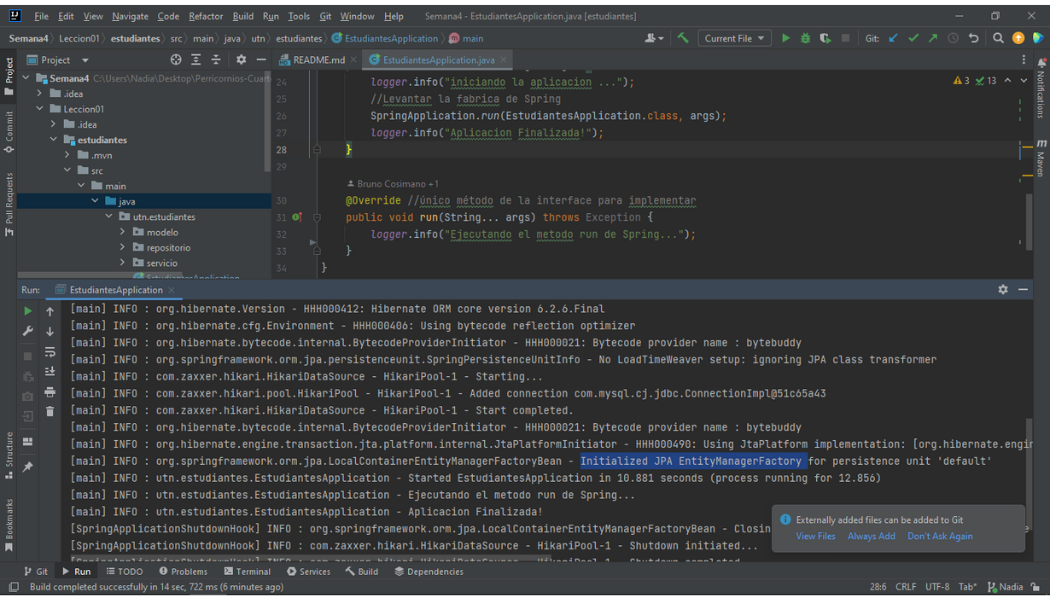 File Edit View Navigate Code Refactor Build Run Tools Git Window Help Semana4 - EstudiantesApplication.java [estudiantes]
Semana4 Leccion01 estudiantes src main java utn estudiantes EstudiantesApplication main Current File Git:
Project README.md EstudiantesApplication.java
Semana4 C:\Users\Nadia\Desktop\Perricornios-Cuar
.idea
Leccion01
.idea
estudiantes
.mvn
src
main
java
utn.estudiantes
modelo
repositorio
servicio
EstudiantesApplication
3 13
24 logger.info("iniciando la aplicacion ...");
25 //Levantar la fabrica de Spring
26 SpringApplication.run(EstudiantesApplication.class, args);
27 logger.info("Aplicacion Finalizada!");
28 }
29
Bruno Cosimano +1
30 @Override //único método de la interface para implementar
31 public void run(String... args) throws Exception {
32 logger.info("Ejecutando el metodo run de Spring...");
33 }
34 }
Project
Commit
Pull Requests
Structure
Bookmarks
Notifications
Maven
Run: EstudiantesApplication
[main] INFO : org.hibernate.Version - HHH000412: Hibernate ORM core version 6.2.6.Final
[main] INFO : org.hibernate.cfg.Environment - HHH000406: Using bytecode reflection optimizer
[main] INFO : org.hibernate.bytecode.internal.BytecodeProviderInitiator - HHH000021: Bytecode provider name : bytebuddy
[main] INFO : org.springframework.orm.jpa.persistenceunit.SpringPersistenceUnitInfo - No LoadTimeWeaver setup: ignoring JPA class transformer
[main] INFO : com.zaxxer.hikari.HikariDataSource - HikariPool-1 - Starting...
[main] INFO : com.zaxxer.hikari.pool.HikariPool - HikariPool-1 - Added connection com.mysql.cj.jdbc.ConnectionImpl@51c65a43
[main] INFO : com.zaxxer.hikari.HikariDataSource - HikariPool-1 - Start completed.
[main] INFO : org.hibernate.bytecode.internal.BytecodeProviderInitiator - HHH000021: Bytecode provider name : bytebuddy
[main] INFO : org.hibernate.engine.transaction.jta.platform.internal.JtaPlatformInitiator - HHH000490: Using JtaPlatform implementation: [org.hibernate.engin
[main] INFO : org.springframework.orm.jpa.LocalContainerEntityManagerFactoryBean - Initialized JPA EntityManagerFactory for persistence unit 'default'
[main] INFO : utn.estudiantes.EstudiantesApplication - Started EstudiantesApplication in 10.881 seconds (process running for 12.856)
[main] INFO : utn.estudiantes.EstudiantesApplication - Ejecutando el metodo run de Spring...
[main] INFO : utn.estudiantes.EstudiantesApplication - Aplicacion Finalizada!
[SpringApplicationShutdownHook] INFO : org.springframework.orm.jpa.LocalContainerEntityManagerFactoryBean - Closin
[SpringApplicationShutdownHook] INFO : com.zaxxer.hikari.HikariDataSource - HikariPool-1 - Shutdown initiated...
Externally added files can be added to Git
View Files Always Add Don't Ask Again
Git Run TODO Problems Terminal Services Build Dependencies
Build completed successfully in 14 sec, 722 ms (6 minutes ago) 28:6 CRLF UTF-8 Tab* Nadia